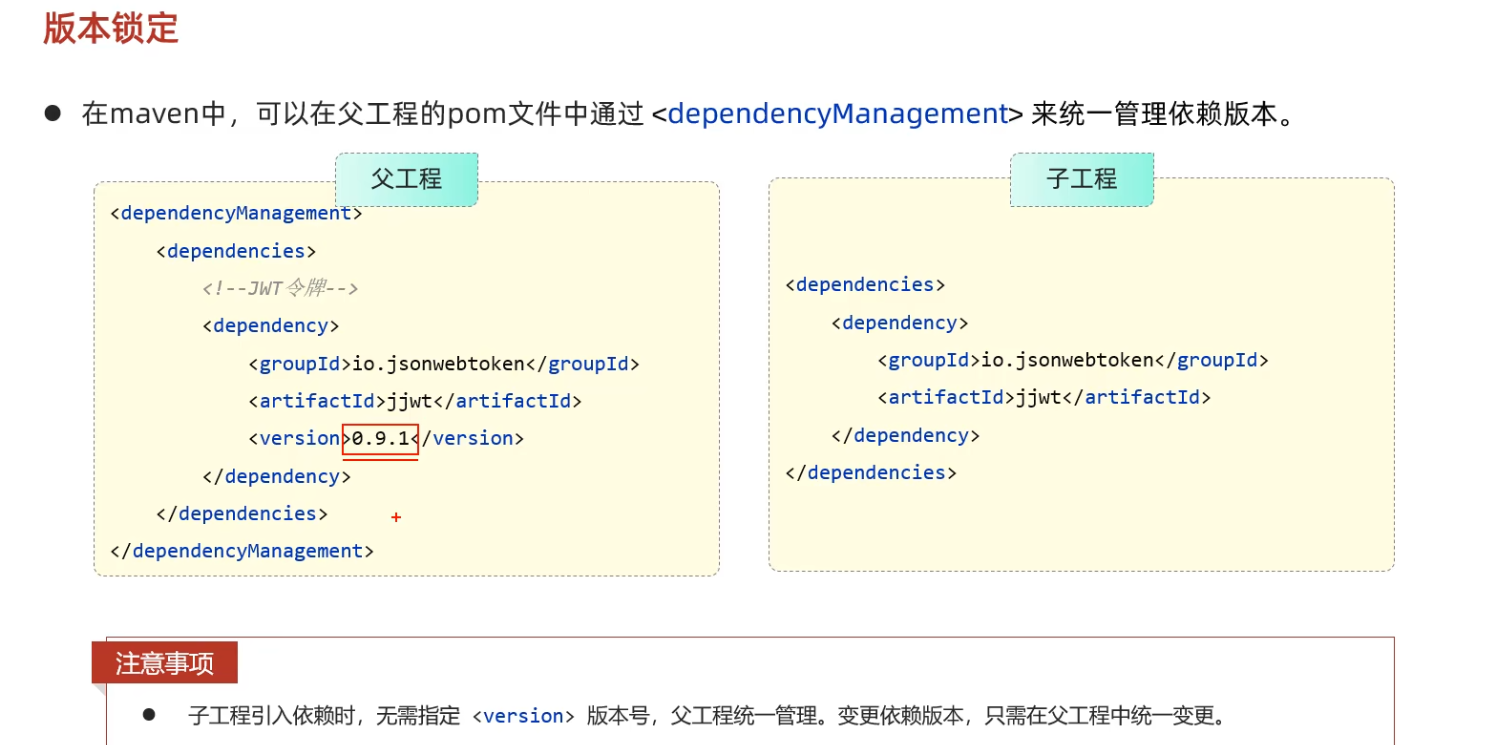 版本锁定
● 在maven中，可以在父工程的pom文件中通过 <dependencyManagement> 来统一管理依赖版本。
父工程
<dependencyManagement>
<dependencies>
<!--JWT令牌-->
<dependency>
<groupId>io.jsonwebtoken</groupId>
<artifactId>jjwt</artifactId>
<version>0.9.1</version>
</dependency>
</dependencies>
</dependencyManagement>
子工程
<dependencies>
<dependency>
<groupId>io.jsonwebtoken</groupId>
<artifactId>jjwt</artifactId>
</dependency>
</dependencies>
注意事项
● 子工程引入依赖时，无需指定 <version> 版本号，父工程统一管理。变更依赖版本，只需在父工程中统一变更。